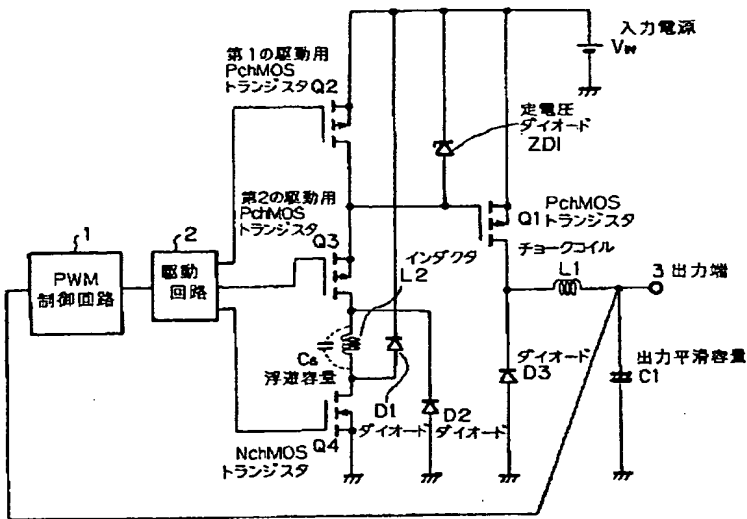 入力電源
VIN
第1の駆動用
PchMOS
トランジスタQ2
定電圧
ダイオード
ZD1
第2の駆動用
PchMOS
トランジスタ
Q3
PchMOS
Q1トランジスタ
チョークコイル
L1
インダクタ
L2
1
PWM
制御回路
2
駆動
回路
3 出力端
Ca
浮遊容量
D1
ダイオード
D2
ダイオード
ダイオード
D3
出力平滑容量
C1
Q4
NchMOS
トランジスタ